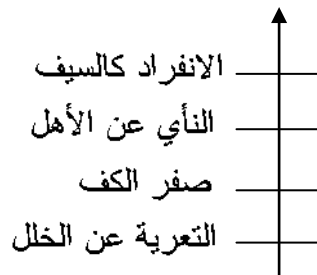 الانفراد كالسيف
النأي عن الأهل
صفر الكف
التعرية عن الخلل